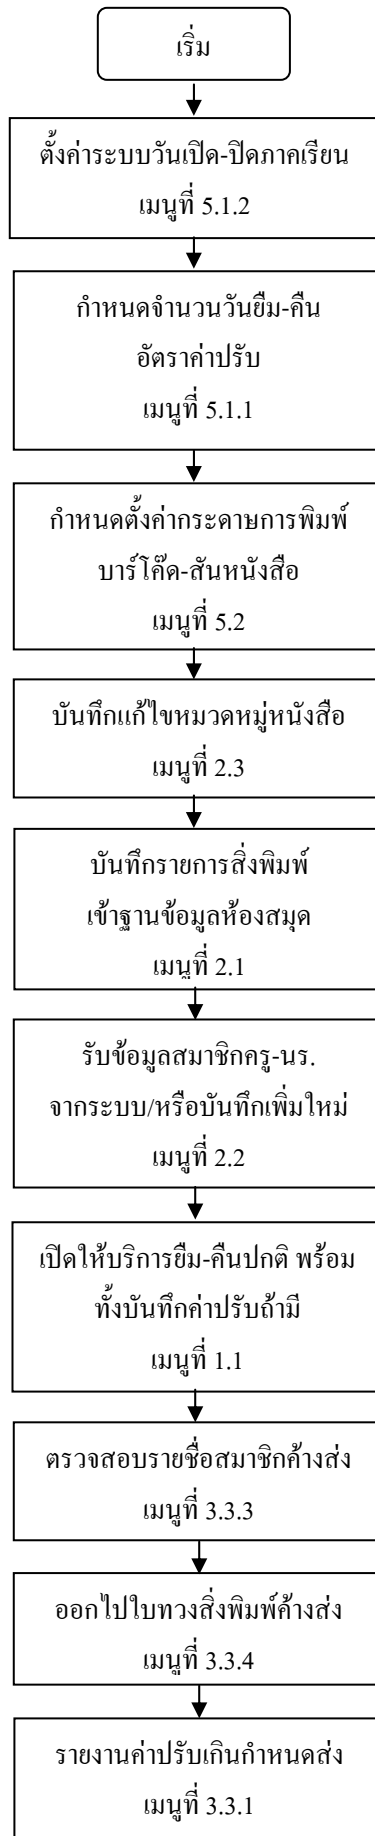 เริ่ม
ตั้งค่าระบบวันเปิด-ปิดภาคเรียน
เมนูที่ 5.1.2
กำหนดจำนวนวันยืม-คืน
อัตราค่าปรับ
เมนูที่ 5.1.1
กำหนดตั้งค่ากระดาษการพิมพ์
บาร์โค๊ด-สันหนังสือ
เมนูที่ 5.2
บันทึกแก้ไขหมวดหมู่หนังสือ
เมนูที่ 2.3
บันทึกรายการสิ่งพิมพ์
เข้าฐานข้อมูลห้องสมุด
เมนูที่ 2.1
รับข้อมูลสมาชิกครู-นร.
จากระบบ/หรือบันทึกเพิ่มใหม่
เมนูที่ 2.2
เปิดให้บริการยืม-คืนปกติ พร้อม
ทั้งบันทึกค่าปรับถ้ามี
เมนูที่ 1.1
ตรวจสอบรายชื่อสมาชิกค้างส่ง
เมนูที่ 3.3.3
ออกไปใบทวงสิ่งพิมพ์ค้างส่ง
เมนูที่ 3.3.4
รายงานค่าปรับเกินกำหนดส่ง
เมนูที่ 3.3.1